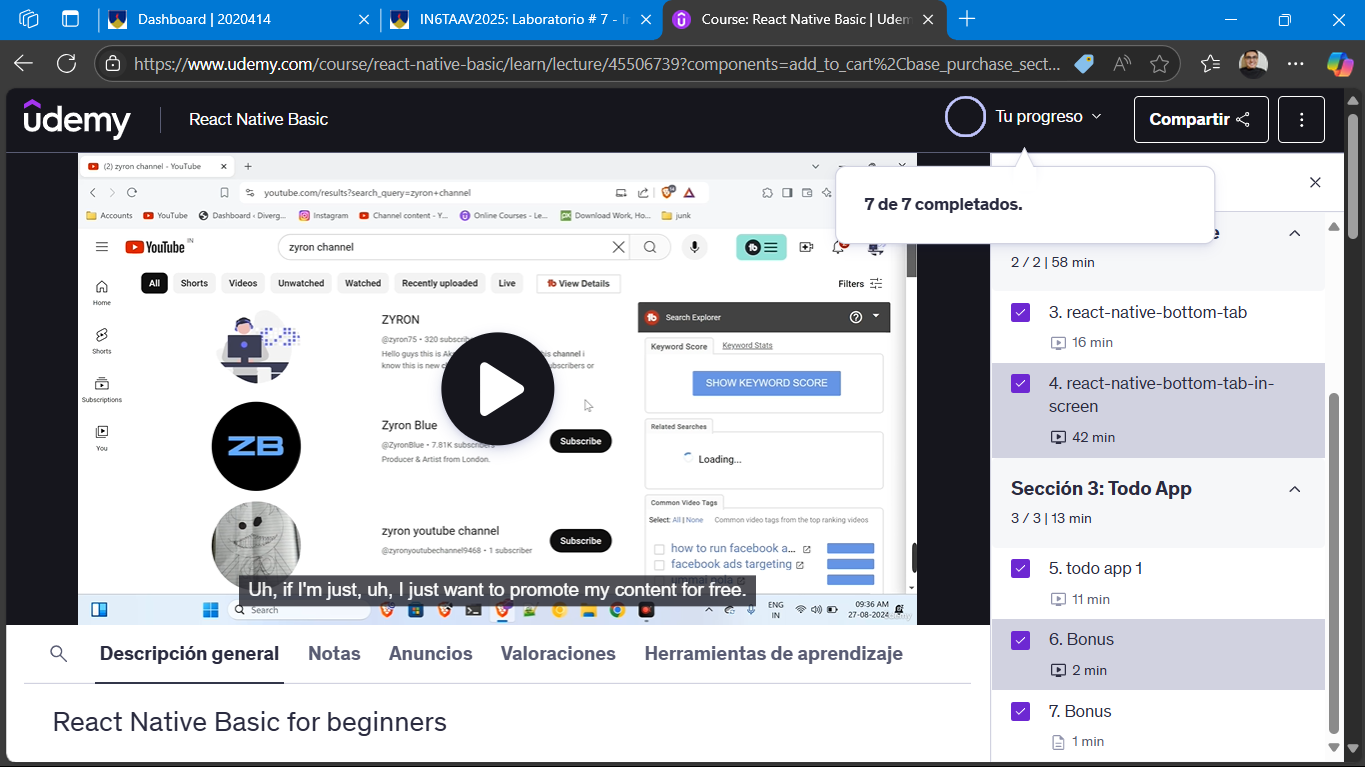 Dashboard | 2020414
IN6TAAV2025: Laboratorio # 7 - In
Course: React Native Basic | Udem
https://www.udemy.com/course/react-native-basic/learn/lecture/45506739?components=add_to_cart%2Cbase_purchase_sect...
udemy
React Native Basic
Tu progreso
Compartir
7 de 7 completados.
(2) zyron channel - YouTube
youtube.com/results?search_query=zyron+channel
Accounts
YouTube
Dashboard - Diverg...
Instagram
Channel content - Y...
Online Courses - Le...
Download Work, Ho...
junk
YouTube IN
zyron channel
All
Shorts
Videos
Unwatched
Watched
Recently uploaded
Live
View Details
Filters
Home
Shorts
Subscriptions
You
ZYRON
@zyron75 • 320 subscribe
Hello guys this is Ak
his channel i
know this is new c
subscribers or
Zyron Blue
@ZyronBlue • 7.81K subscribers
Producer & Artist from London.
Subscribe
ZB
zyron youtube channel
@zyronyoutubechannel9468 • 1 subscriber
Subscribe
Search Explorer
Keyword Score
Keyword Stats
SHOW KEYWORD SCORE
Related Searches
Loading...
Common Video Tags
Select: All | None
Common video tags from the top ranking videos
how to run facebook a...
facebook ads targeting
Uh, if I'm just, uh, I just want to promote my content for free.
Search
ENG
IN
09:36 AM
27-08-2024
udemy
2 / 2 | 58 min
3. react-native-bottom-tab
16 min
4. react-native-bottom-tab-in-
screen
42 min
Sección 3: Todo App
3 / 3 | 13 min
5. todo app 1
11 min
6. Bonus
2 min
7. Bonus
1 min
Descripción general
Notas
Anuncios
Valoraciones
Herramientas de aprendizaje
React Native Basic for beginners